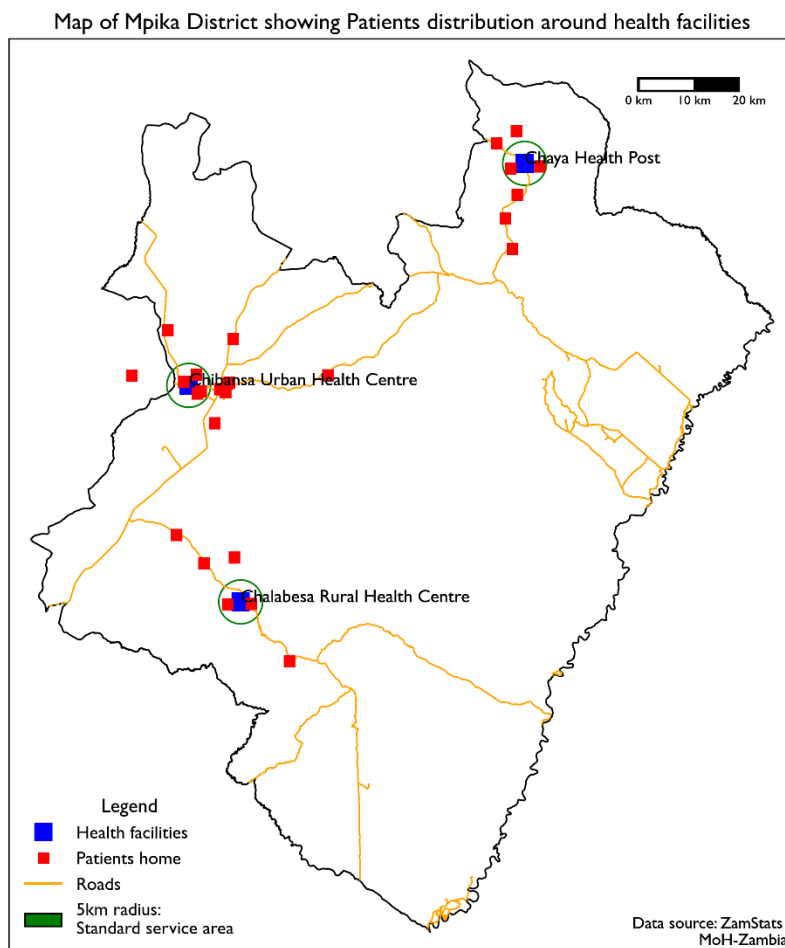 Map of Mpika District showing Patients distribution around health facilities
0 km 10 km 20 km
Chaya Health Post
Chibansa Urban Health Centre
Chalabesa Rural Health Centre
Legend
Health facilities
Patients home
Roads
5km radius:
Standard service area
Data source: ZamStats
MoH-Zambia